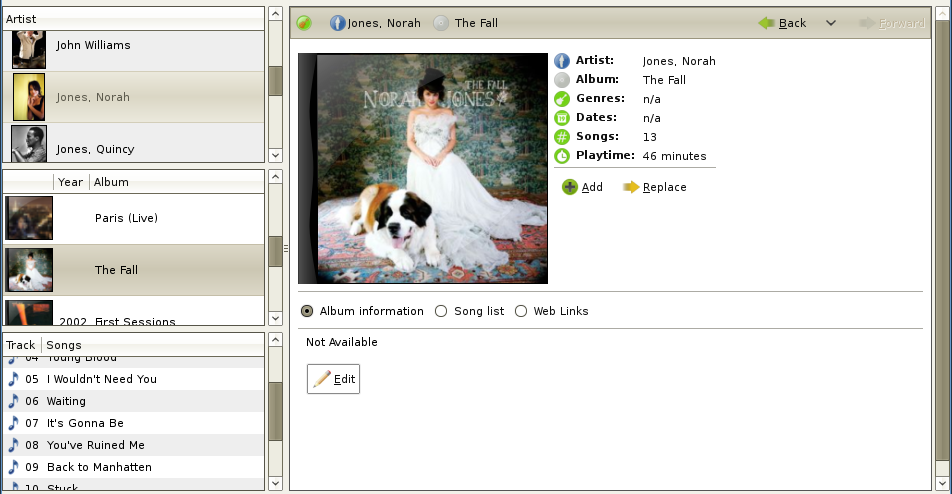 Artist
John Williams
Jones, Norah
Jones, Quincy
Year Album
Paris (Live)
The Fall
2002 First Sessions
Track Songs
04 Young Blood
05 I Wouldn't Need You
06 Waiting
07 It's Gonna Be
08 You've Ruined Me
09 Back to Manhatten
10 Stuck
Jones, Norah The Fall Back Forward
THE FALL
NORAH JONES
Artist: Jones, Norah
Album: The Fall
Genres: n/a
Dates: n/a
Songs: 13
Playtime: 46 minutes
Add Replace
Album information Song list Web Links
Not Available
Edit